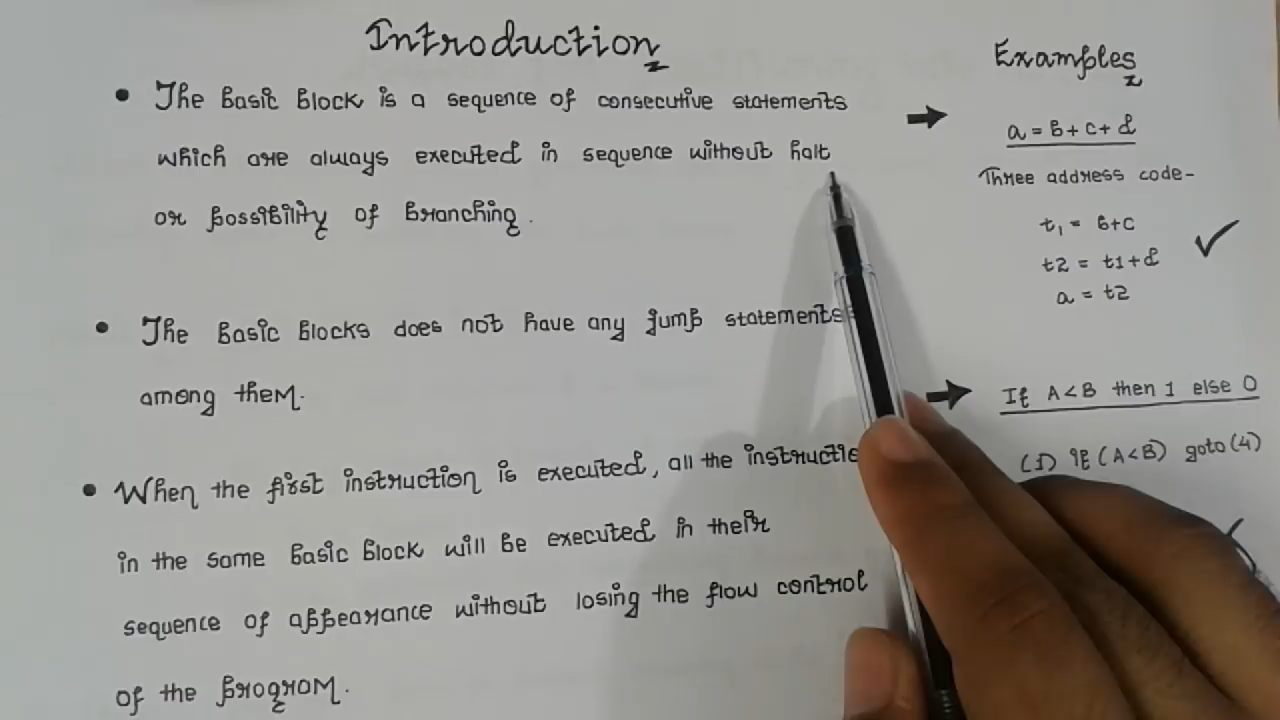 Introduction
• The Basic Block is a sequence of consecutive statements
which are always executed in sequence without halt
or possibility of Branching.
• The Basic Blocks does not have any jump statements
among them.
• When the first instruction is executed, all the
in the same Basic Block will be executed in their
sequence of appearance without losing the flow control
of the program.
Examples
a = b + c + d
Three address code-
t1 = b+c
t2 = t1+d
a = t2
If A<B then 1 else 0
(1) if (A<B) goto (4)